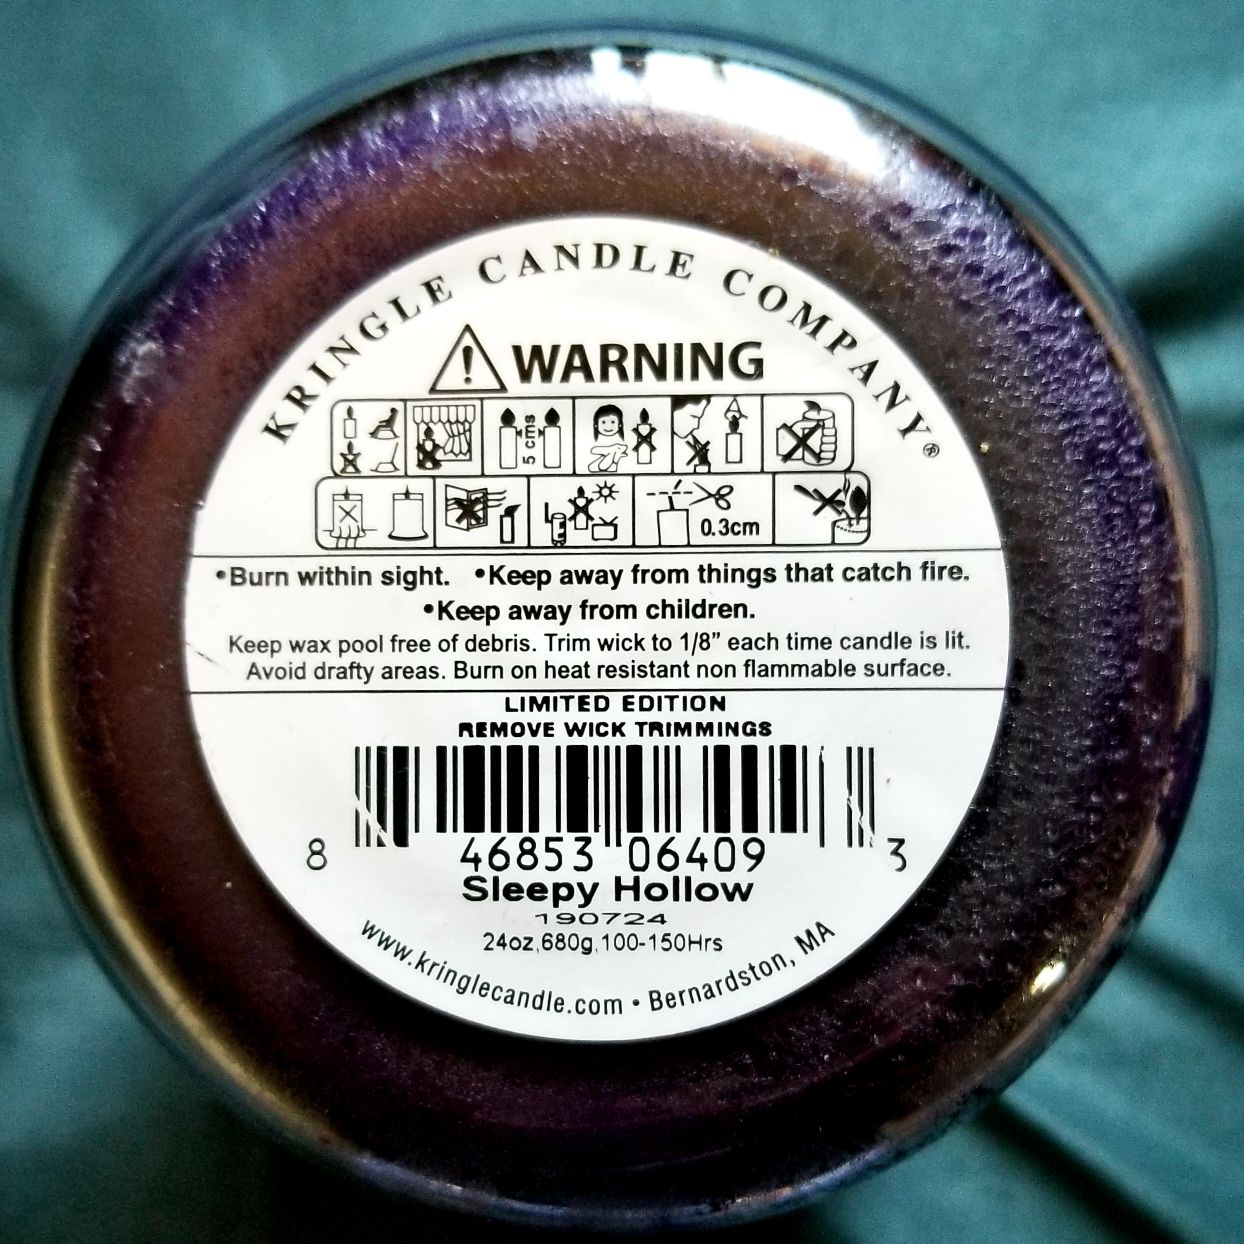 KRINGLE CANDLE COMPANY®
WARNING
5 cms
0.3cm
•Burn within sight. •Keep away from things that catch fire.
•Keep away from children.
Keep wax pool free of debris. Trim wick to 1/8” each time candle is lit.
Avoid drafty areas. Burn on heat resistant non flammable surface.
LIMITED EDITION
REMOVE WICK TRIMMINGS
8 46853 06409 3
Sleepy Hollow
190724
24oz,680g,100-150Hrs
www.kringlecandle.com • Bernardston, MA